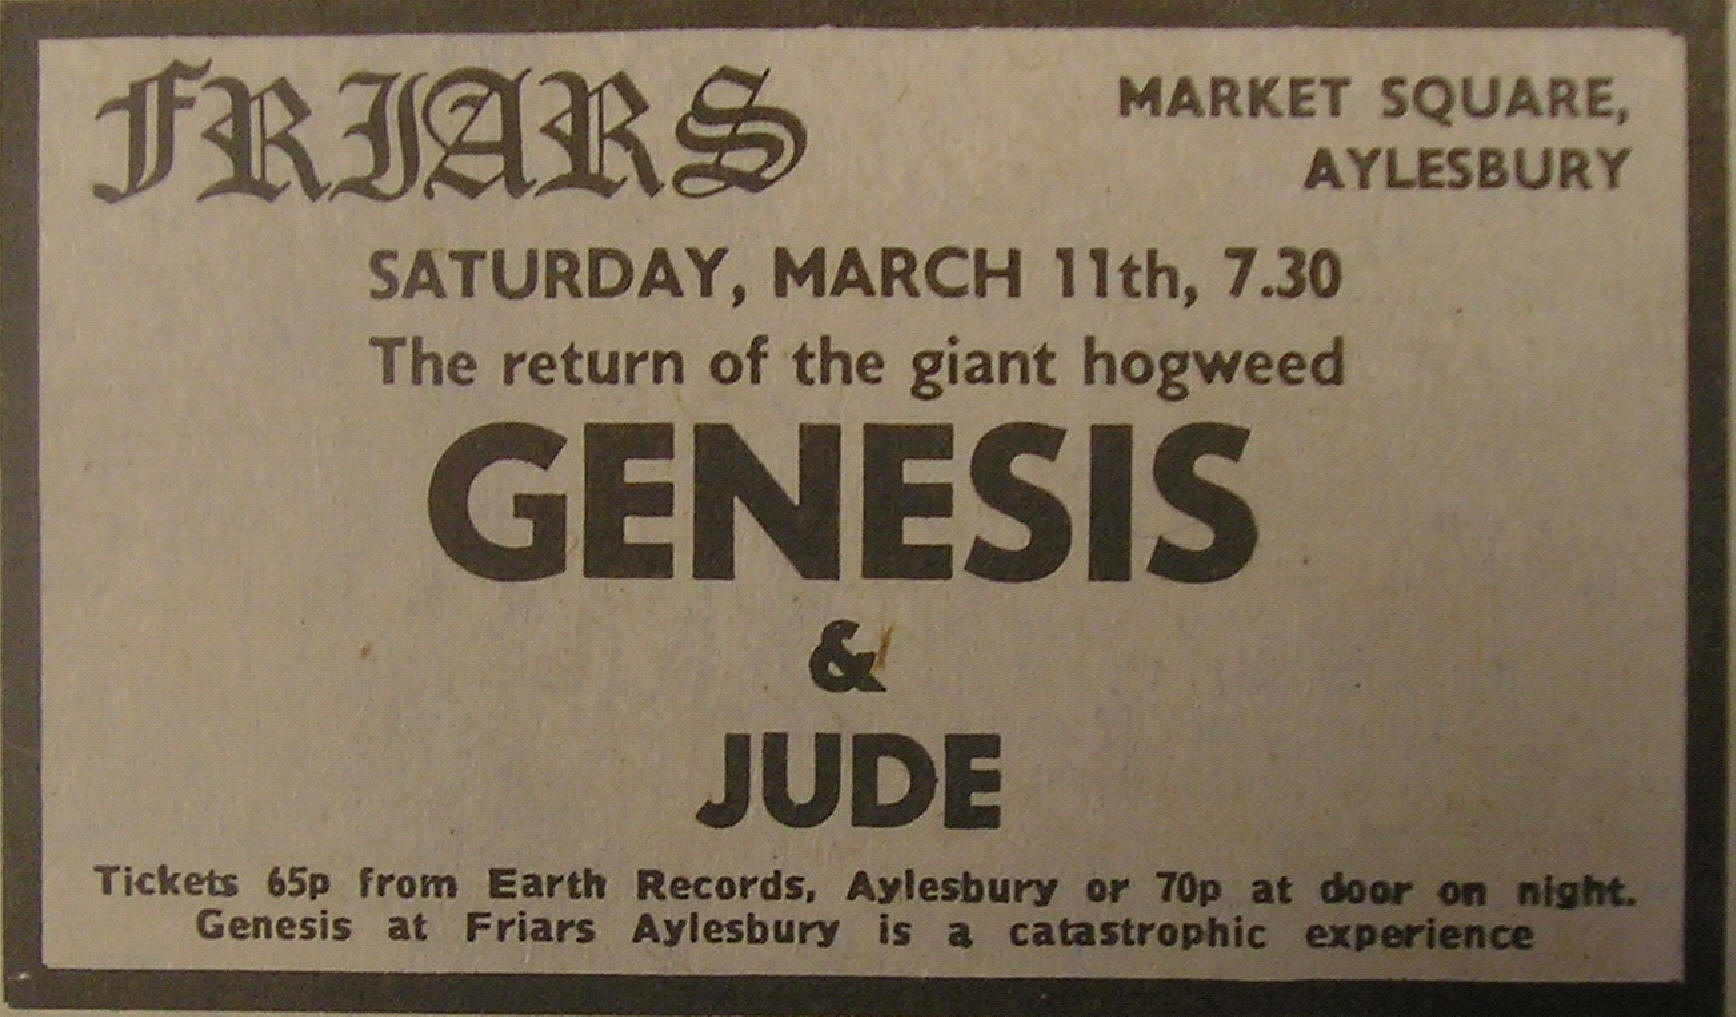 FRIARS
MARKET SQUARE,
AYLESBURY
SATURDAY, MARCH 11th, 7.30
The return of the giant hogweed
GENESIS
&
JUDE
Tickets 65p from Earth Records, Aylesbury or 70p at door on night.
Genesis at Friars Aylesbury is a catastrophic experience